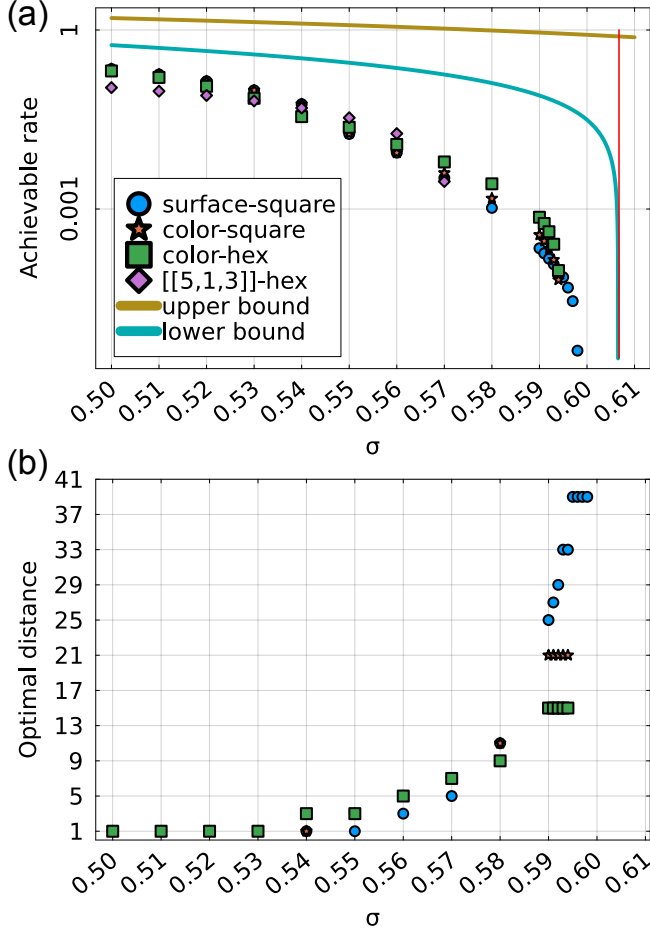 (a)
Achievable rate
1
0.001
surface-square
color-square
color-hex
[[5,1,3]]-hex
upper bound
lower bound
0.50 0.51 0.52 0.53 0.54 0.55 0.56 0.57 0.58 0.59 0.60 0.61
σ
(b)
Optimal distance
41
37
33
29
25
21
17
13
9
5
1
0.50 0.51 0.52 0.53 0.54 0.55 0.56 0.57 0.58 0.59 0.60 0.61
σ